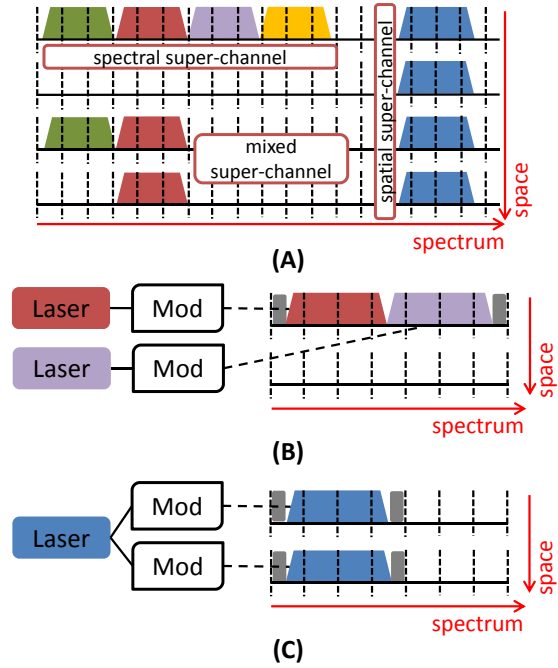 spectral super-channel
spatial super-channel
mixed
super-channel
space
spectrum
(A)
Laser
Mod
Laser
Mod
space
spectrum
(B)
Mod
Laser
Mod
space
spectrum
(C)